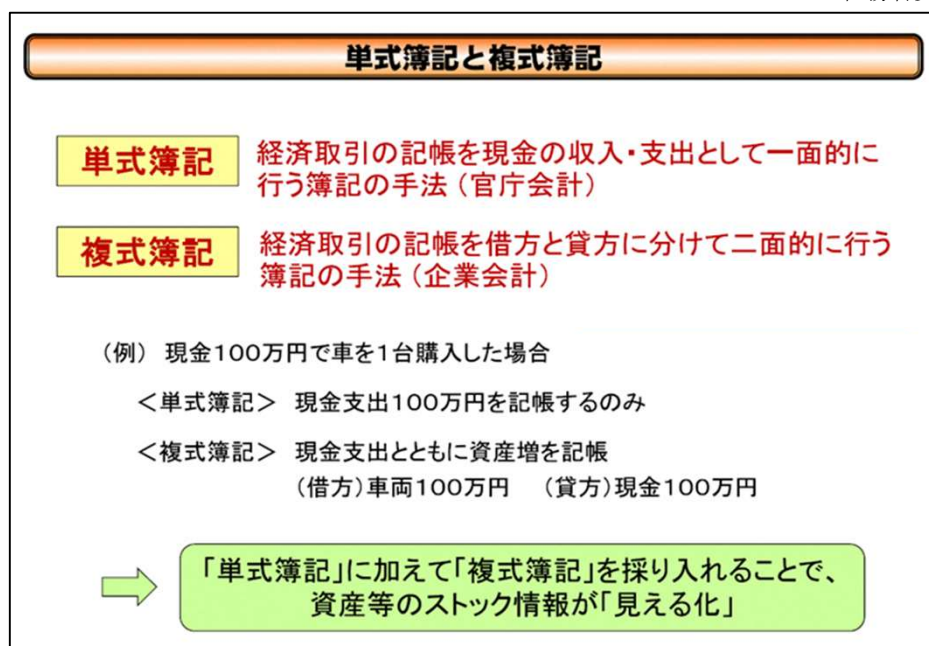 単式簿記と複式簿記
単式簿記
経済取引の記帳を現金の収入・支出として一面的に
行う簿記の手法（官庁会計）
複式簿記
経済取引の記帳を借方と貸方に分けて二面的に行う
簿記の手法（企業会計）
（例） 現金１００万円で車を１台購入した場合
＜単式簿記＞ 現金支出１００万円を記帳するのみ
＜複式簿記＞ 現金支出とともに資産増を記帳
（借方）車両１００万円 （貸方）現金１００万円
「単式簿記」に加えて「複式簿記」を採り入れることで、
資産等のストック情報が「見える化」